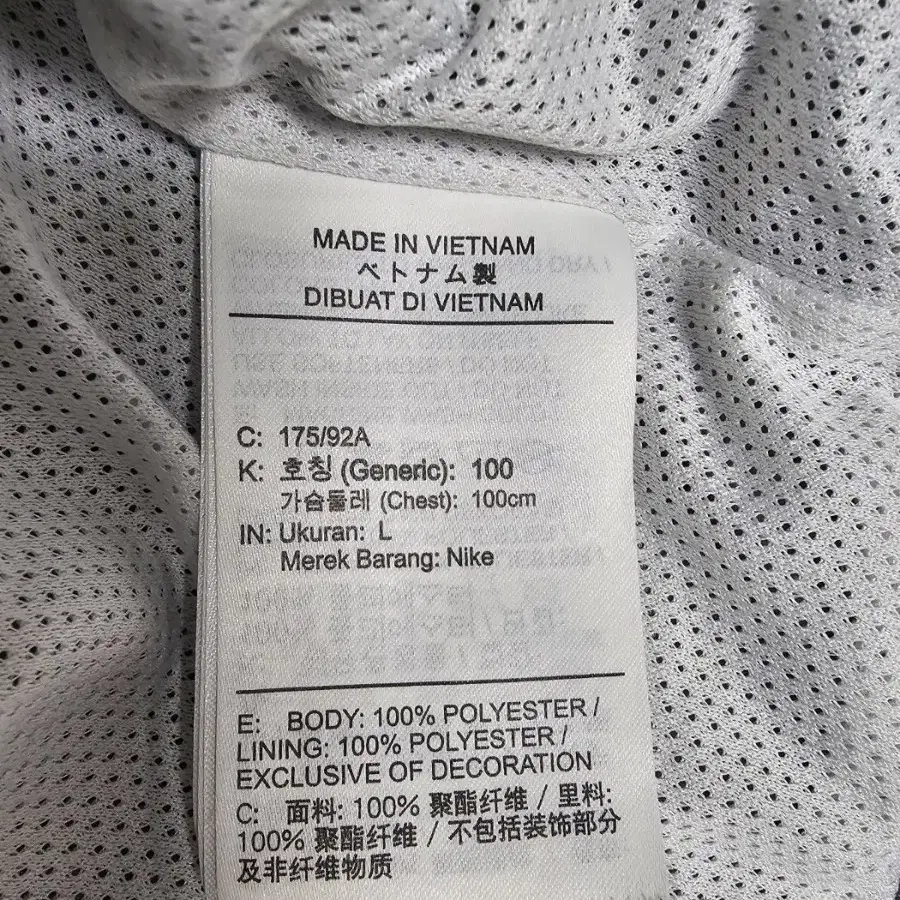 MADE IN VIETNAM
ベトナム製
DIBUAT DI VIETNAM
C: 175/92A
K: 호칭 (Generic): 100
가슴둘레 (Chest): 100cm
IN: Ukuran: L
Merek Barang: Nike
E: BODY: 100% POLYESTER /
LINING: 100% POLYESTER /
EXCLUSIVE OF DECORATION
C: 面料: 100% 聚酯纤维 / 里料:
100% 聚酯纤维 / 不包括装饰部分
及非纤维物质